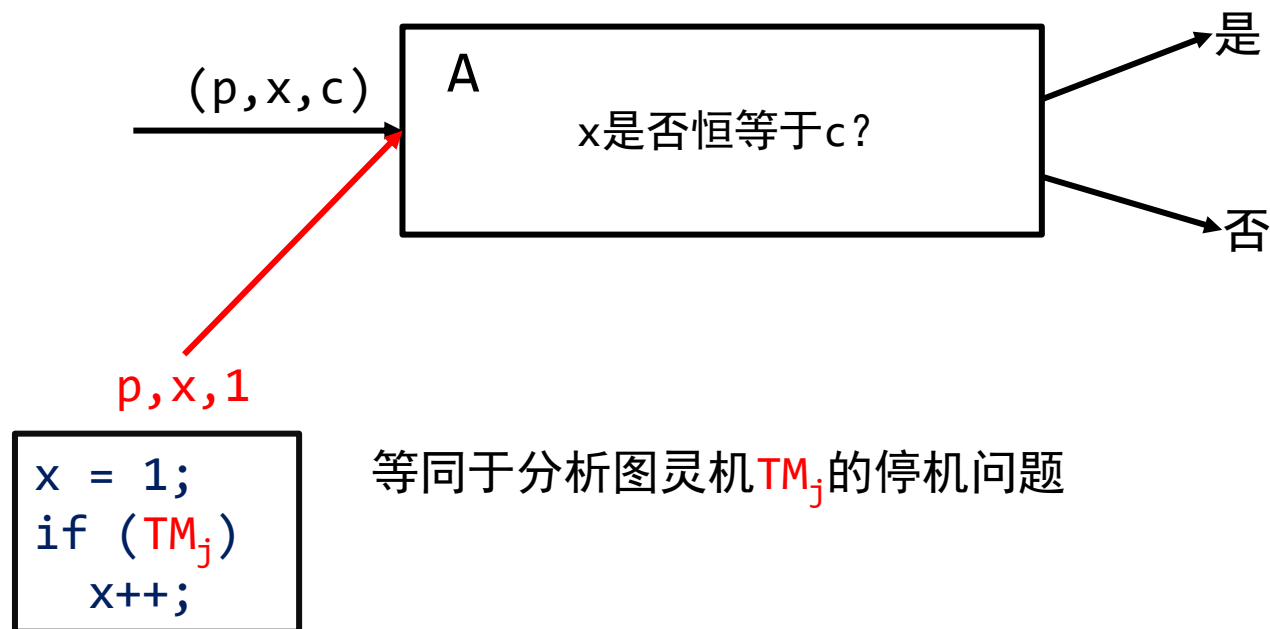 是
A
(p,x,c)
x是否恒等于c?
否
p,x,1
x = 1;
if (TMj)
x++;
等同于分析图灵机TMj的停机问题